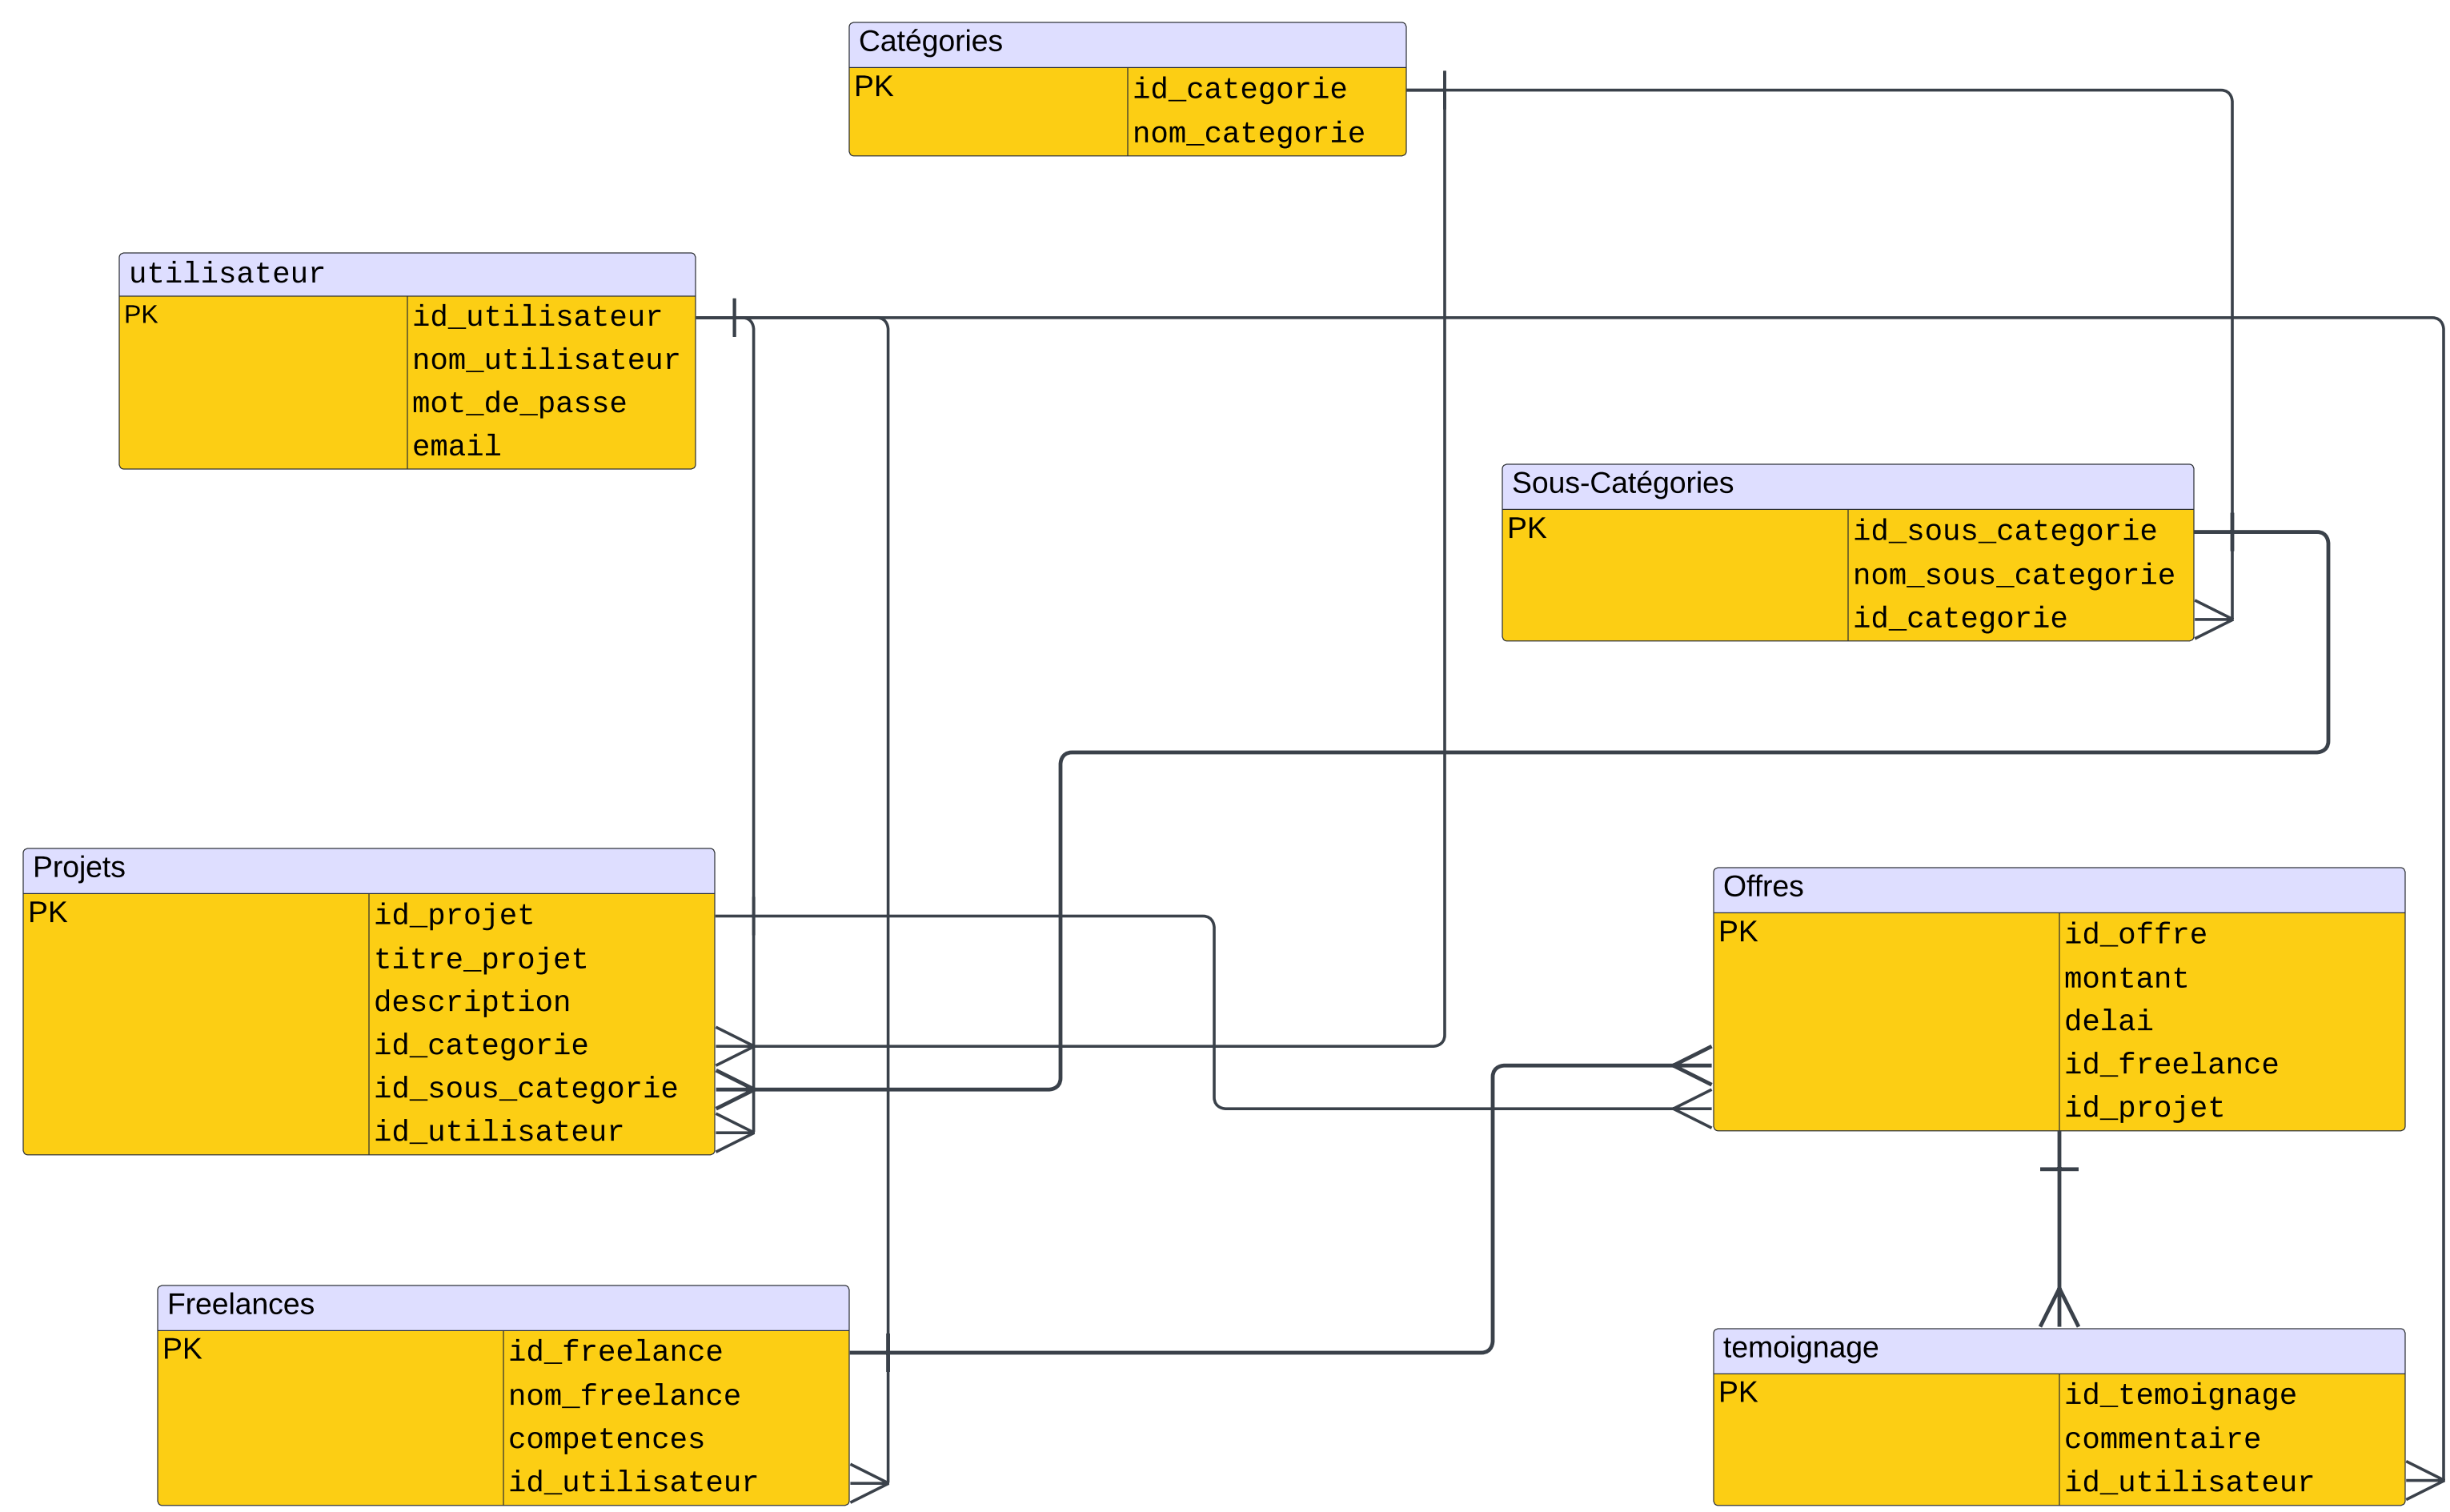 Catégories
PK id_categorie
nom_categorie
utilisateur
PK id_utilisateur
nom_utilisateur
mot_de_passe
email
Sous-Catégories
PK id_sous_categorie
nom_sous_categorie
id_categorie
Projets
PK id_projet
titre_projet
description
id_categorie
id_sous_categorie
id_utilisateur
Offres
PK id_offre
montant
delai
id_freelance
id_projet
Freelances
PK id_freelance
nom_freelance
competences
id_utilisateur
temoignage
PK id_temoignage
commentaire
id_utilisateur